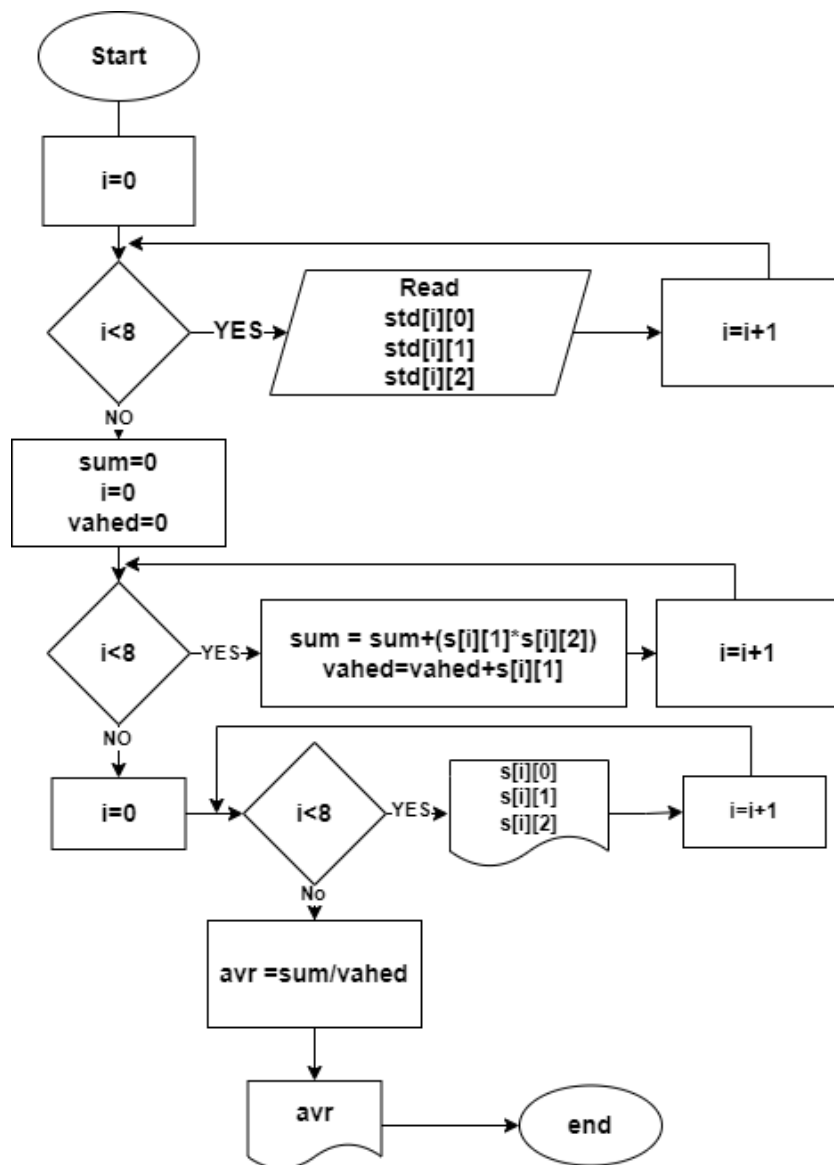 Start
i=0
i<8
YES
Read
std[i][0]
std[i][1]
std[i][2]
i=i+1
NO
sum=0
i=0
vahed=0
i<8
YES
sum = sum+(s[i][1]*s[i][2])
vahed=vahed+s[i][1]
i=i+1
NO
i=0
i<8
YES
s[i][0]
s[i][1]
s[i][2]
i=i+1
No
avr =sum/vahed
avr
end